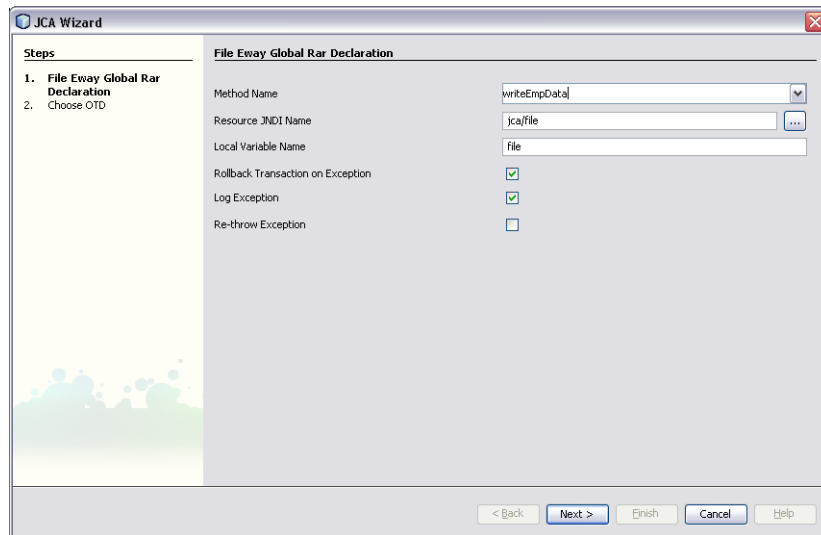 JCA Wizard
Steps
1. File Eway Global Rar
Declaration
2. Choose OTD
File Eway Global Rar Declaration
Method Name writeEmpData
Resource JNDI Name jca/file ...
Local Variable Name file
Rollback Transaction on Exception
Log Exception
Re-throw Exception
< Back Next > Finish Cancel Help